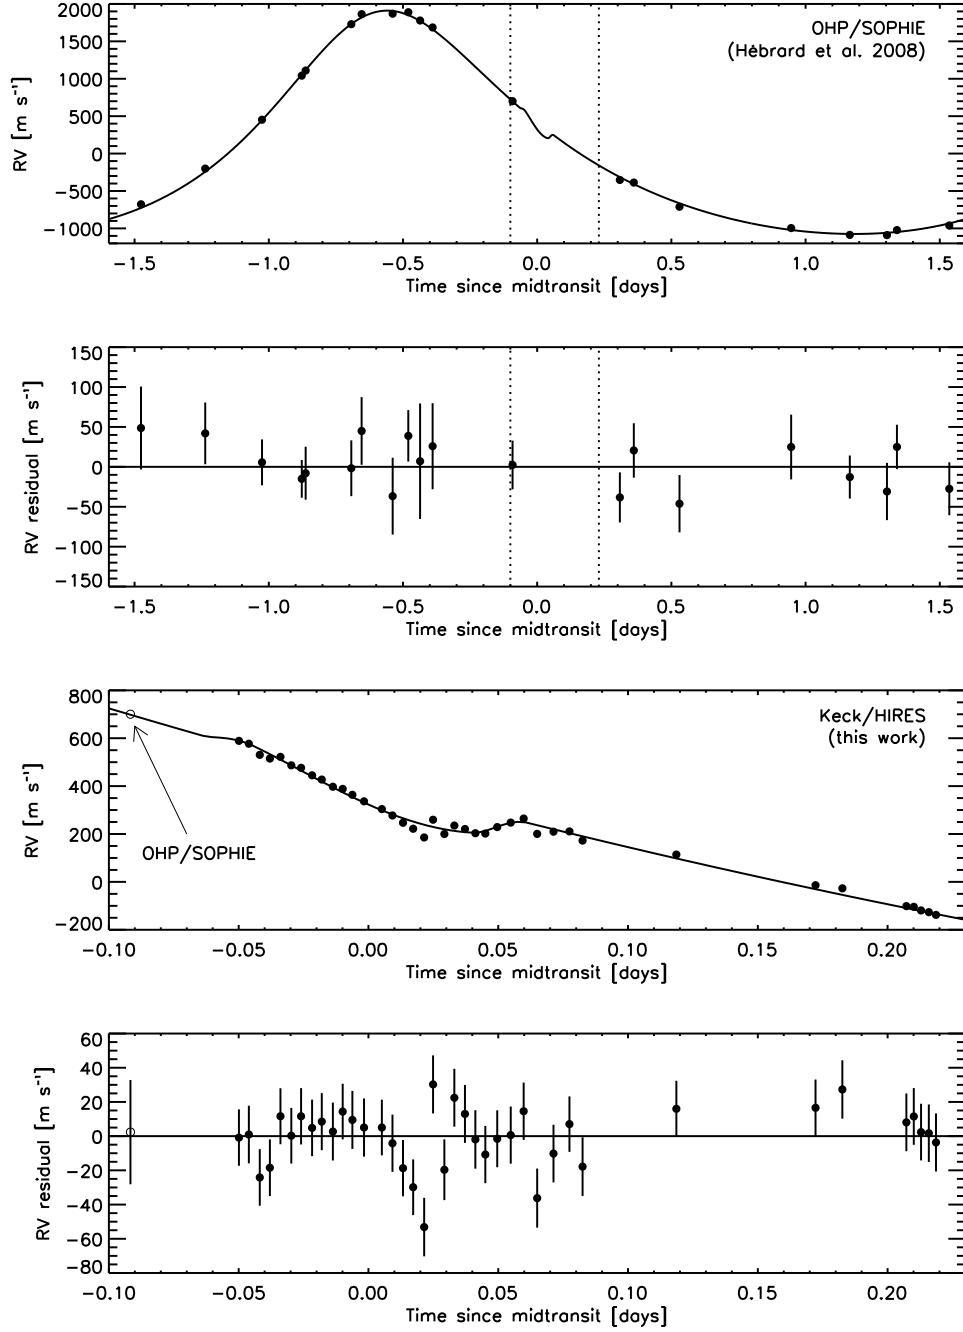 2000
1500
1000
500
0
−500
−1000
RV [m s⁻¹]
OHP/SOPHIE
(Hébrard et al. 2008)
−1.5 −1.0 −0.5 0.0 0.5 1.0 1.5
Time since midtransit [days]
150
100
50
0
−50
−100
−150
RV residual [m s⁻¹]
−1.5 −1.0 −0.5 0.0 0.5 1.0 1.5
Time since midtransit [days]
800
600
400
200
0
−200
RV [m s⁻¹]
Keck/HIRES
(this work)
OHP/SOPHIE
−0.10 −0.05 0.00 0.05 0.10 0.15 0.20
Time since midtransit [days]
60
40
20
0
−20
−40
−60
−80
RV residual [m s⁻¹]
−0.10 −0.05 0.00 0.05 0.10 0.15 0.20
Time since midtransit [days]